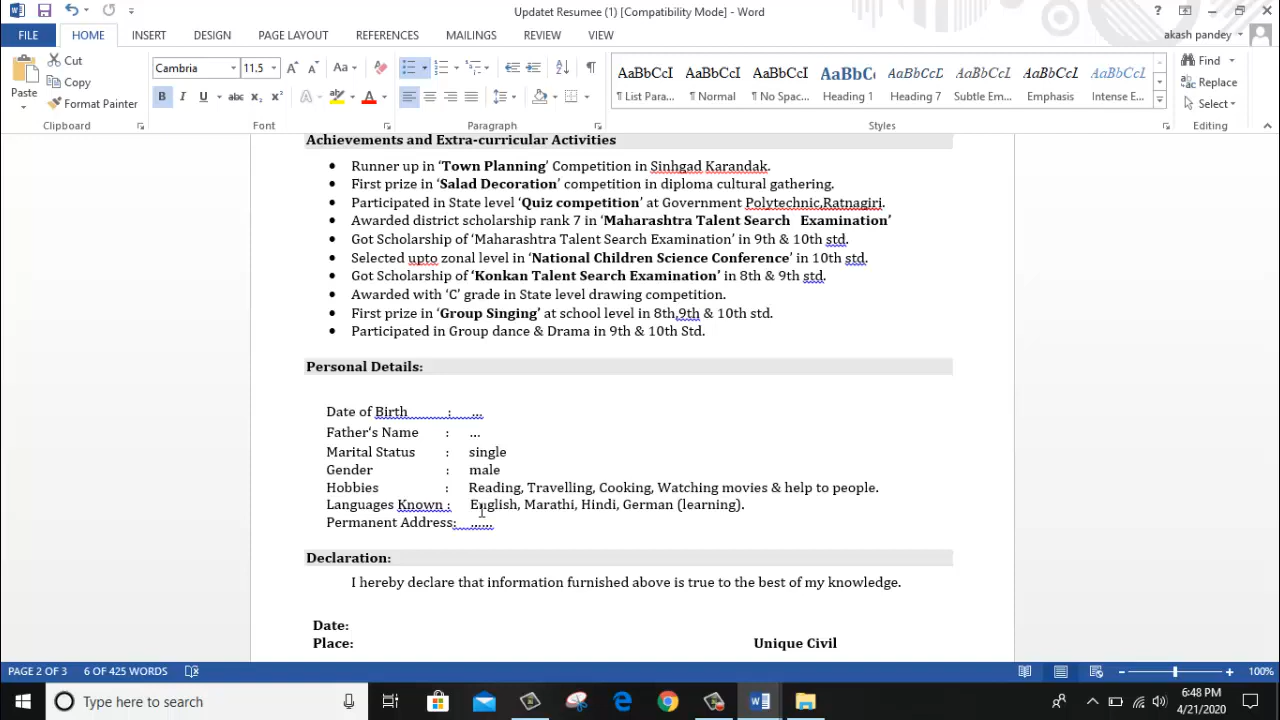 Updatet Resumee (1) [Compatibility Mode] - Word
?
FILE HOME INSERT DESIGN PAGE LAYOUT REFERENCES MAILINGS REVIEW VIEW akash pandey
Paste
Cut
Copy
Format Painter
Clipboard
Cambria 11.5
Font
Paragraph
AaBbCcI AaBbCcI AaBbCcI AaBbC AaBbCcD AaBbCcI AaBbCcI AaBbCcI
¶ List Para... ¶ Normal ¶ No Spac... Heading 1 Heading 7 Subtle Em... Emphasis Intense E...
Styles
Find
Replace
Select
Editing
Achievements and Extra-curricular Activities
• Runner up in ‘Town Planning’ Competition in Sinhgad Karandak.
• First prize in ‘Salad Decoration’ competition in diploma cultural gathering.
• Participated in State level ‘Quiz competition’ at Government Polytechnic,Ratnagiri.
• Awarded district scholarship rank 7 in ‘Maharashtra Talent Search Examination’
• Got Scholarship of ‘Maharashtra Talent Search Examination’ in 9th & 10th std.
• Selected upto zonal level in ‘National Children Science Conference’ in 10th std.
• Got Scholarship of ‘Konkan Talent Search Examination’ in 8th & 9th std.
• Awarded with ‘C’ grade in State level drawing competition.
• First prize in ‘Group Singing’ at school level in 8th,9th & 10th std.
• Participated in Group dance & Drama in 9th & 10th Std.
Personal Details:
Date of Birth : ...
Father‘s Name : ...
Marital Status : single
Gender : male
Hobbies : Reading, Travelling, Cooking, Watching movies & help to people.
Languages Known : English, Marathi, Hindi, German (learning).
Permanent Address: ......
Declaration:
I hereby declare that information furnished above is true to the best of my knowledge.
Date:
Place: Unique Civil
PAGE 2 OF 3 6 OF 425 WORDS 100%
Type here to search
6:48 PM
4/21/2020